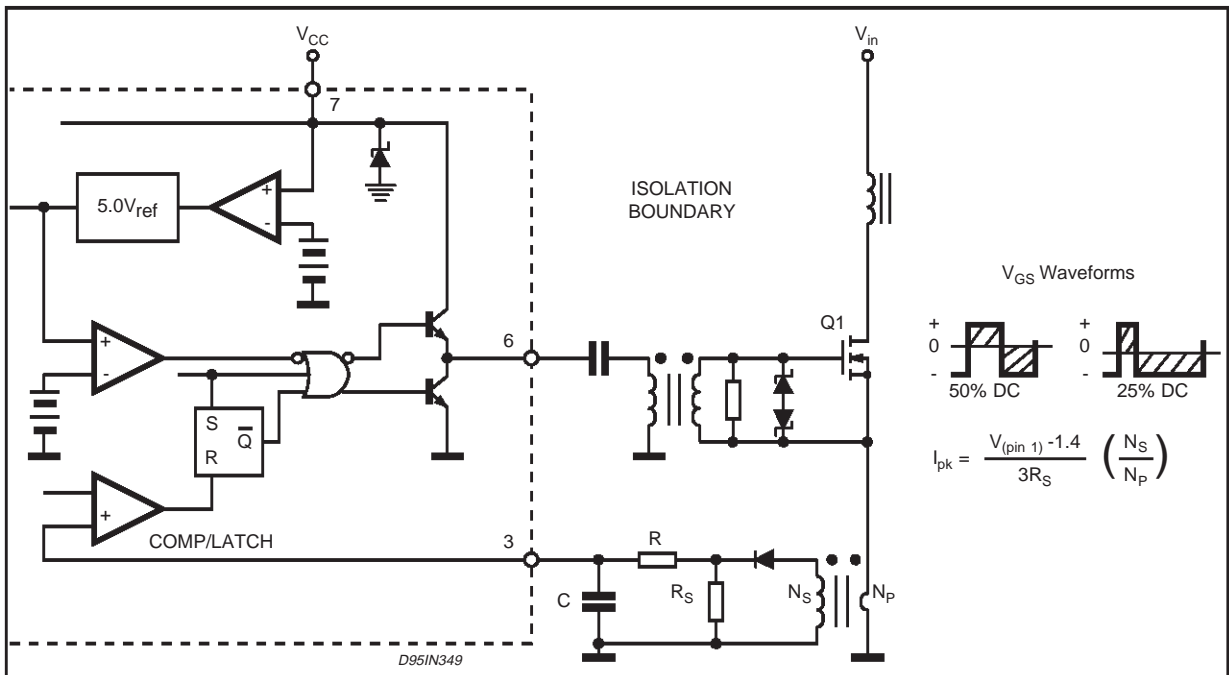 V_CC
V_in
7
5.0V_ref
+
-
ISOLATION
BOUNDARY
V_GS Waveforms
Q1
+
0
-
50% DC
+
0
-
25% DC
6
+
-
S
R
Q̅
I_pk = V_(pin 1) -1.4 / 3R_S ( N_S / N_P )
+
COMP/LATCH
3
R
C
R_S
N_S
N_P
D95IN349